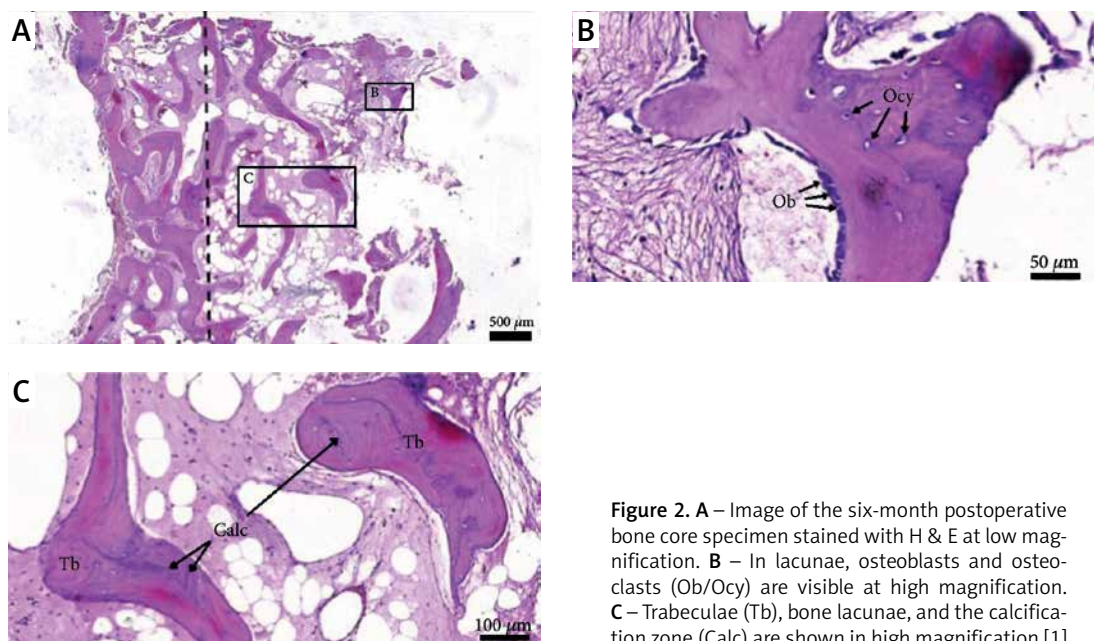 A
B
C
500 µm
B
Ocy
Ob
50 µm
C
Tb
Calc
Tb
100 µm
Figure 2. A – Image of the six-month postoperative
bone core specimen stained with H & E at low mag-
nification. B – In lacunae, osteoblasts and osteo-
clasts (Ob/Ocy) are visible at high magnification.
C – Trabeculae (Tb), bone lacunae, and the calcifica-
tion zone (Calc) are shown in high magnification [1]